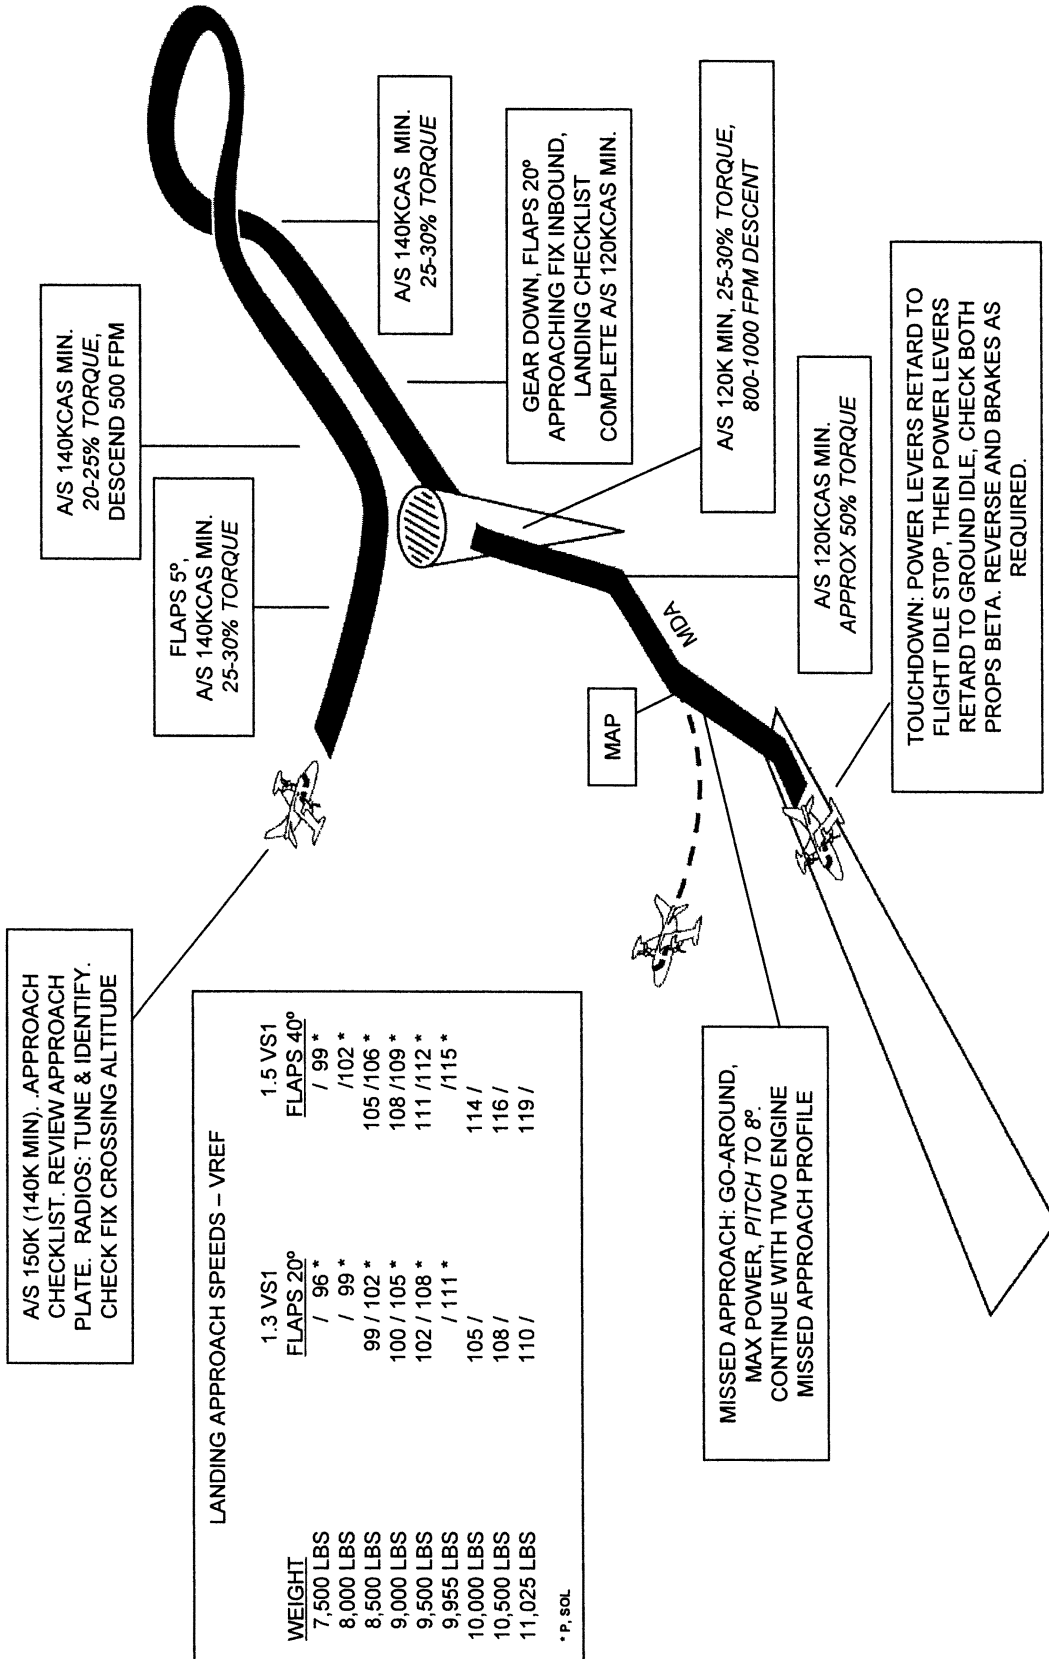 A/S 150K (140K MIN). .APPROACH
CHECKLIST. REVIEW APPROACH
PLATE. RADIOS: TUNE & IDENTIFY.
CHECK FIX CROSSING ALTITUDE
A/S 140KCAS MIN.
20-25% TORQUE,
DESCEND 500 FPM
FLAPS 5º,
A/S 140KCAS MIN.
25-30% TORQUE
LANDING APPROACH SPEEDS – VREF
1.3 VS1 1.5 VS1
WEIGHT FLAPS 20º FLAPS 40º
7,500 LBS / 96 * / 99 *
8,000 LBS / 99 * /102 *
8,500 LBS 99 / 102 * 105 /106 *
9,000 LBS 100 / 105 * 108 /109 *
9,500 LBS 102 / 108 * 111 /112 *
9,955 LBS / 111 * /115 *
10,000 LBS 105 / 114 /
10,500 LBS 108 / 116 /
11,025 LBS 110 / 119 /
* P, SOL
A/S 140KCAS MIN.
25-30% TORQUE
GEAR DOWN, FLAPS 20º
APPROACHING FIX INBOUND,
LANDING CHECKLIST
COMPLETE A/S 120KCAS MIN.
MAP
MDA
A/S 120K MIN, 25-30% TORQUE,
800-1000 FPM DESCENT
MISSED APPROACH: GO-AROUND,
MAX POWER, PITCH TO 8º.
CONTINUE WITH TWO ENGINE
MISSED APPROACH PROFILE
A/S 120KCAS MIN.
APPROX 50% TORQUE
TOUCHDOWN: POWER LEVERS RETARD TO
FLIGHT IDLE STOP, THEN POWER LEVERS
RETARD TO GROUND IDLE, CHECK BOTH
PROPS BETA. REVERSE AND BRAKES AS
REQUIRED.